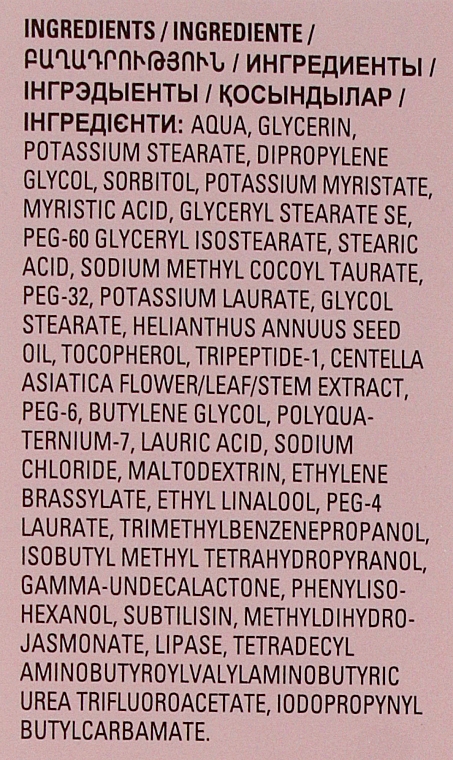 INGREDIENTS / INGREDIENTE /
ԲԱՂԱԴՐՈՒԹՅՈՒՆ / ИНГРЕДИЕНТЫ /
ІНГРЭДЫЕНТЫ / ҚОСЫНДЫЛАР /
ІНГРЕДІЄНТИ: AQUA, GLYCERIN,
POTASSIUM STEARATE, DIPROPYLENE
GLYCOL, SORBITOL, POTASSIUM MYRISTATE,
MYRISTIC ACID, GLYCERYL STEARATE SE,
PEG-60 GLYCERYL ISOSTEARATE, STEARIC
ACID, SODIUM METHYL COCOYL TAURATE,
PEG-32, POTASSIUM LAURATE, GLYCOL
STEARATE, HELIANTHUS ANNUUS SEED
OIL, TOCOPHEROL, TRIPEPTIDE-1, CENTELLA
ASIATICA FLOWER/LEAF/STEM EXTRACT,
PEG-6, BUTYLENE GLYCOL, POLYQUA-
TERNIUM-7, LAURIC ACID, SODIUM
CHLORIDE, MALTODEXTRIN, ETHYLENE
BRASSYLATE, ETHYL LINALOOL, PEG-4
LAURATE, TRIMETHYLBENZENEPROPANOL,
ISOBUTYL METHYL TETRAHYDROPYRANOL,
GAMMA-UNDECALACTONE, PHENYLISO-
HEXANOL, SUBTILISIN, METHYLDIHYDRO-
JASMONATE, LIPASE, TETRADECYL
AMINOBUTYROYLVALYLAMINOBUTYRIC
UREA TRIFLUOROACETATE, IODOPROPYNYL
BUTYLCARBAMATE.